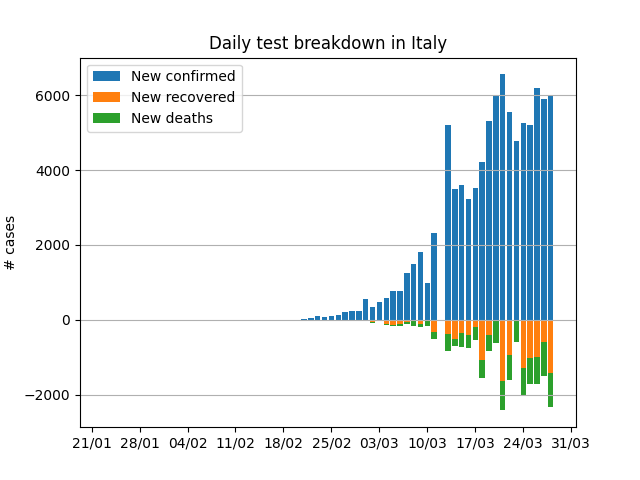 Daily test breakdown in Italy
New confirmed
New recovered
New deaths
# cases
6000
4000
2000
0
−2000
21/01 28/01 04/02 11/02 18/02 25/02 03/03 10/03 17/03 24/03 31/03